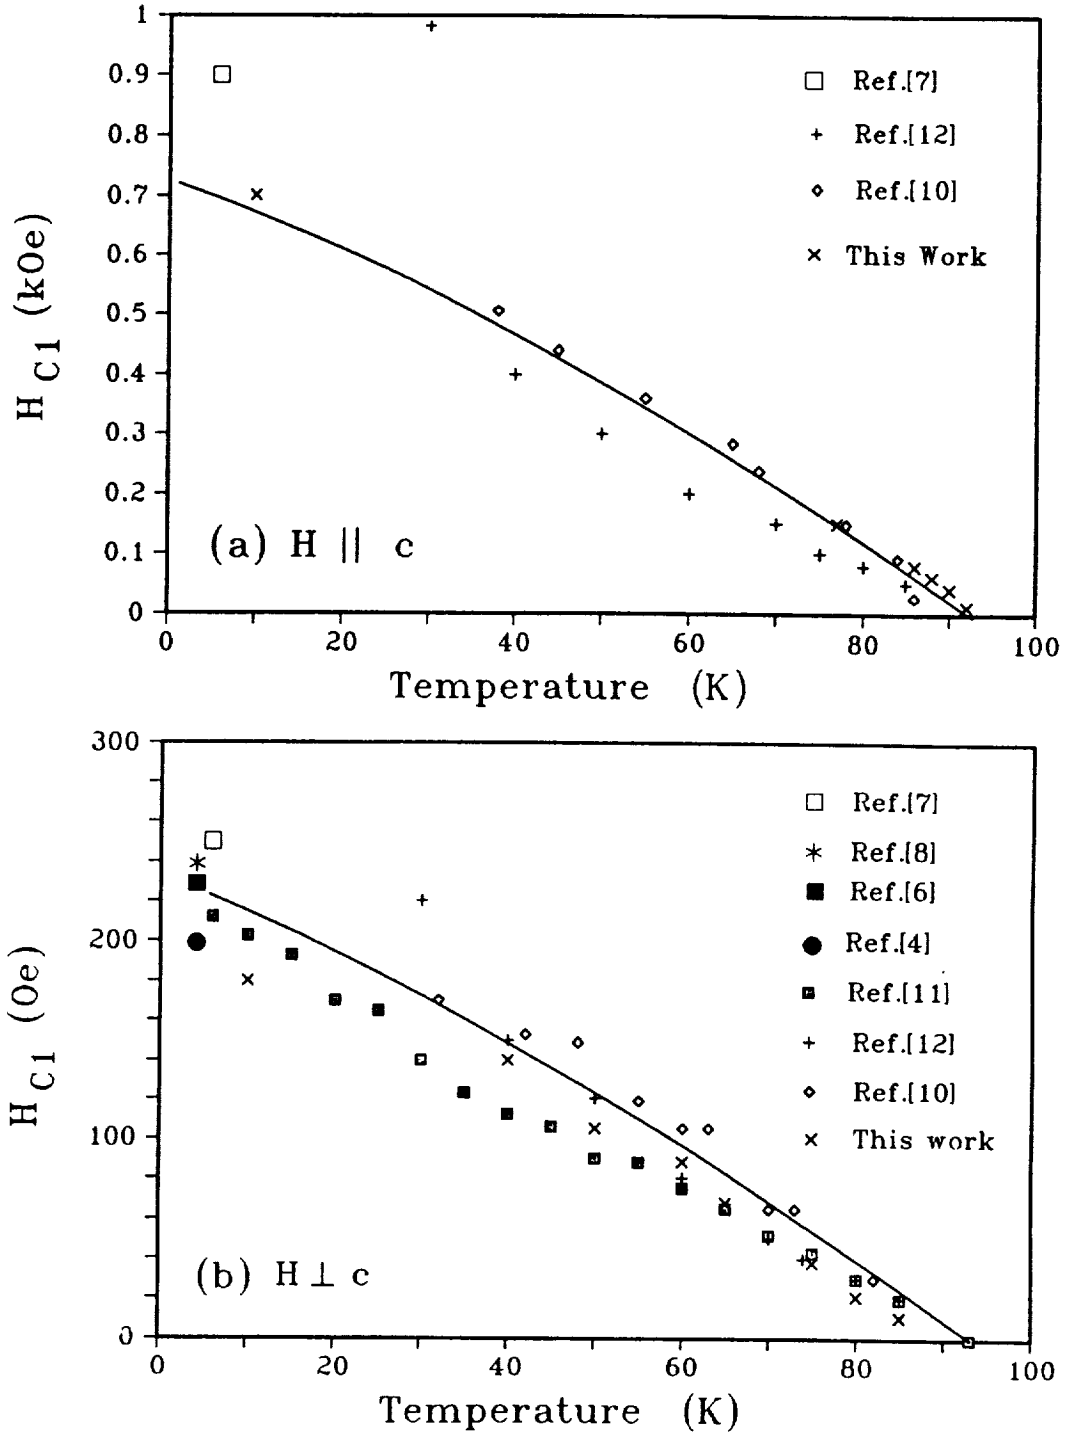 1
0.9
0.8
0.7
0.6
0.5
0.4
0.3
0.2
0.1
0
H C1 (kOe)
Ref.[7]
Ref.[12]
Ref.[10]
This Work
(a) H || c
0 20 40 60 80 100
Temperature (K)
300
200
100
0
H C1 (Oe)
Ref.[7]
Ref.[8]
Ref.[6]
Ref.[4]
Ref.[11]
Ref.[12]
Ref.[10]
This work
(b) H ⊥ c
0 20 40 60 80 100
Temperature (K)